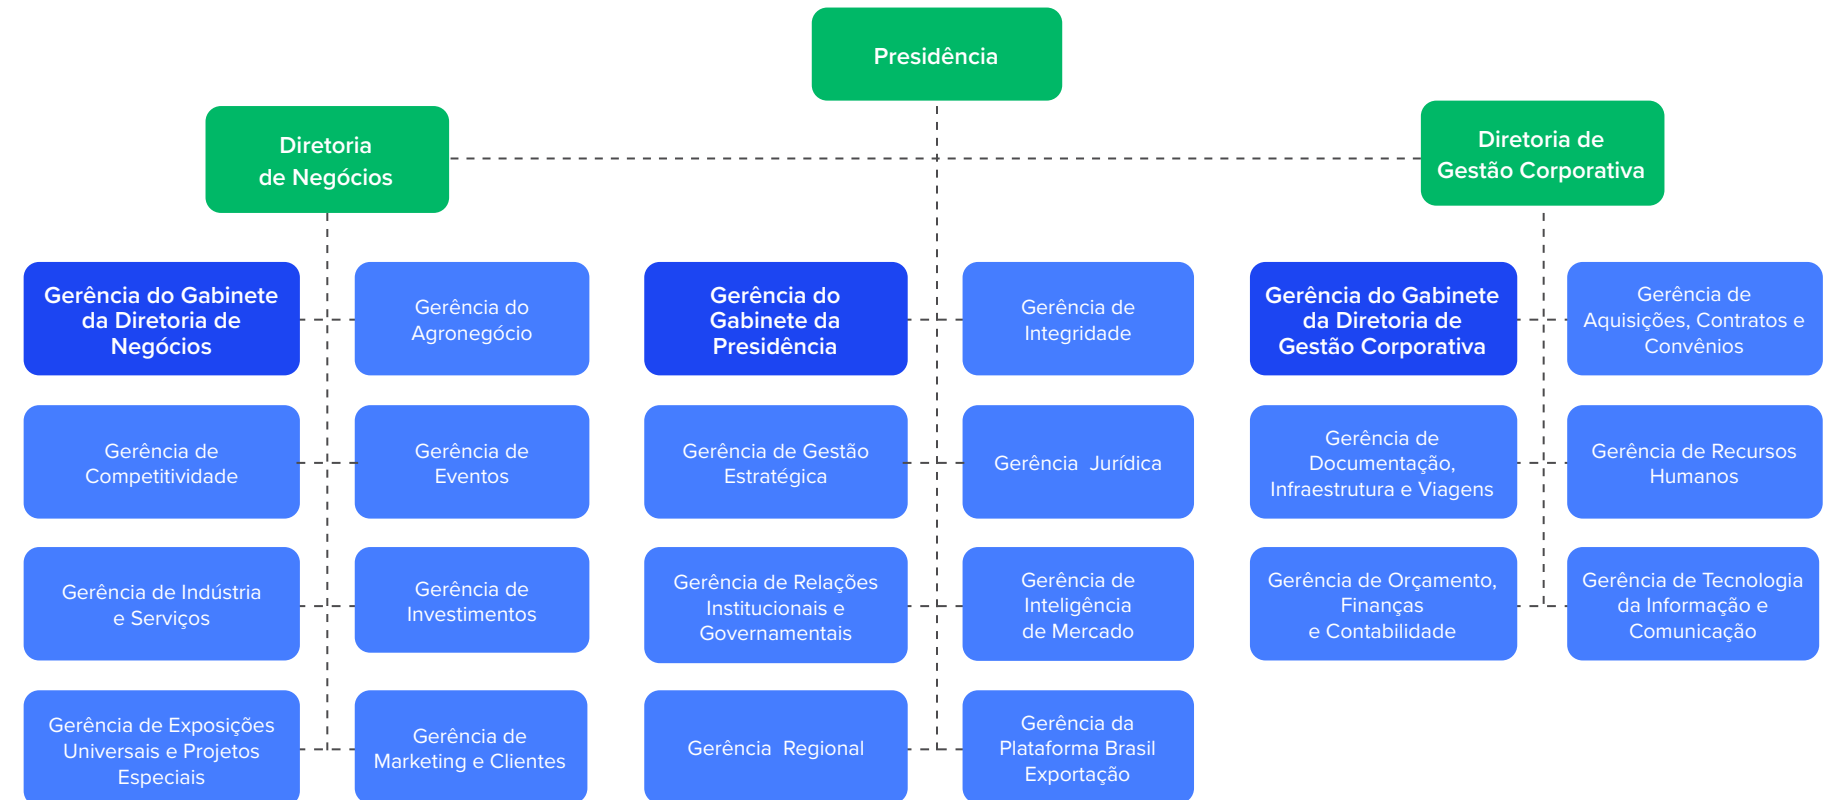 Presidência
Diretoria
de Negócios
Diretoria de
Gestão Corporativa
Gerência do Gabinete
da Diretoria de
Negócios
Gerência do
Agronegócio
Gerência do
Gabinete da
Presidência
Gerência de
Integridade
Gerência do Gabinete
da Diretoria de
Gestão Corporativa
Gerência de
Aquisições, Contratos e
Convênios
Gerência de
Competitividade
Gerência de
Eventos
Gerência de Gestão
Estratégica
Gerência Jurídica
Gerência de
Documentação,
Infraestrutura e Viagens
Gerência de Recursos
Humanos
Gerência de Indústria
e Serviços
Gerência de
Investimentos
Gerência de Relações
Institucionais e
Governamentais
Gerência de
Inteligência
de Mercado
Gerência de Orçamento,
Finanças
e Contabilidade
Gerência de Tecnologia
da Informação e
Comunicação
Gerência de Exposições
Universais e Projetos
Especiais
Gerência de
Marketing e Clientes
Gerência Regional
Gerência da
Plataforma Brasil
Exportação